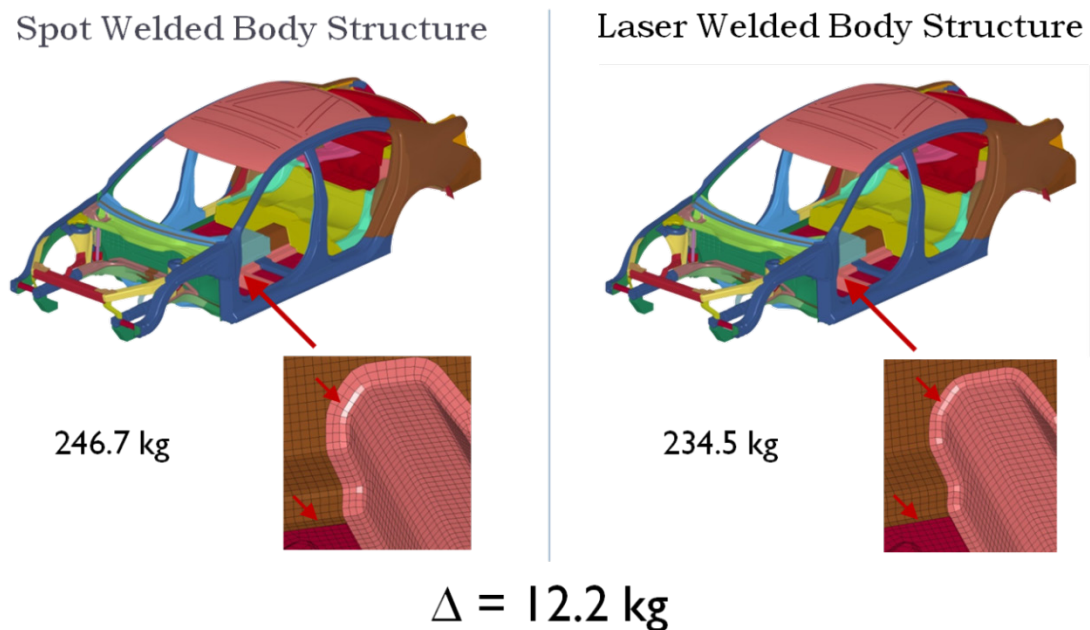 Spot Welded Body Structure
Laser Welded Body Structure
246.7 kg
234.5 kg
Δ = 12.2 kg